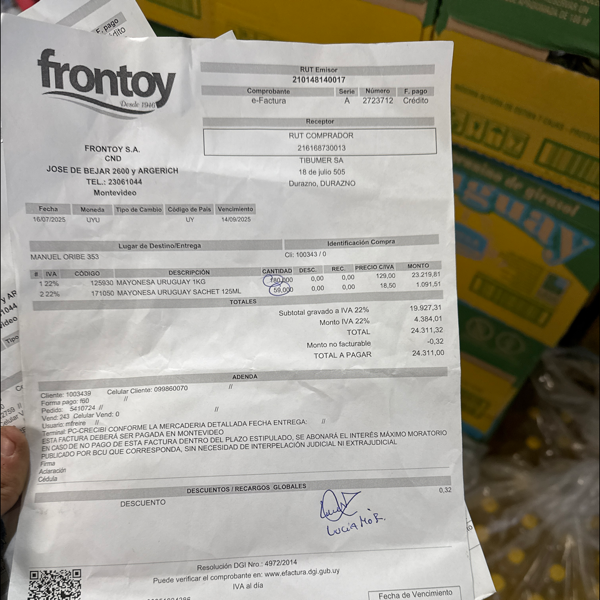 frontoy
Desde 1946
RUT Emisor
210148140017
Comprobante Serie Número F. pago
e-Factura A 2723712 Crédito
Receptor
RUT COMPRADOR
216168730013
TIBUMER SA
18 de julio 505
Durazno, DURAZNO
FRONTOY S.A.
CND
JOSE DE BEJAR 2600 y ARGERICH
TEL.: 23061044
Montevideo
Fecha Moneda Tipo de Cambio Código de País Vencimiento
16/07/2025 UYU UY 14/09/2025
Lugar de Destino/Entrega Identificación Compra
MANUEL ORIBE 353 Cli: 100343 / 0
# IVA CÓDIGO DESCRIPCIÓN CANTIDAD DESC. REC. PRECIO C/IVA MONTO
1 22% 125930 MAYONESA URUGUAY 1KG 0,00 0,00 129,00 23.219,81
2 22% 171050 MAYONESA URUGUAY SACHET 125ML 59,000 0,00 0,00 18,50 1.091,51
TOTALES
Subtotal gravado a IVA 22% 19.927,31
Monto IVA 22% 4.384,01
TOTAL 24.311,32
Monto no facturable -0,32
TOTAL A PAGAR 24.311,00
ADENDA
Cliente: 1003439 Celular Cliente: 099860070 //
Forma pago: f60 //
Pedido: 5410724 // //
Vend: 243 Celular Vend: 0
Usuario: mfreire //
Terminal: PC-CRECIBI CONFORME LA MERCADERIA DETALLADA FECHA ENTREGA: //
ESTA FACTURA DEBERÁ SER PAGADA EN MONTEVIDEO
EN CASO DE NO PAGO DE ESTA FACTURA DENTRO DEL PLAZO ESTIPULADO, SE ABONARÁ EL INTERÉS MÁXIMO MORATORIO
PUBLICADO POR BCU QUE CORRESPONDA, SIN NECESIDAD DE INTERPELACIÓN JUDICIAL NI EXTRAJUDICIAL
Firma
Aclaración
Cédula
DESCUENTOS / RECARGOS GLOBALES
DESCUENTO 0,32
Resolución DGI Nro.: 4972/2014
Puede verificar el comprobante en: www.efactura.dgi.gub.uy
IVA al día
Fecha de Vencimiento
F. pago
uguay